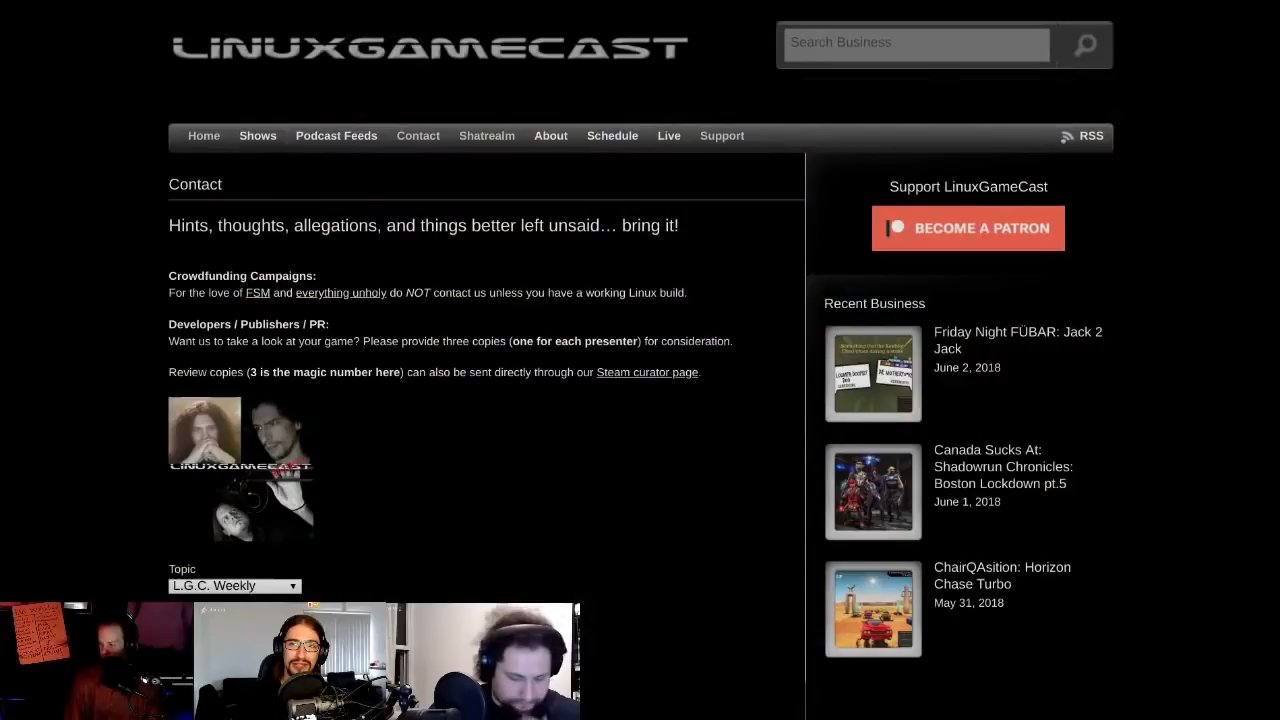 LINUXGAMECAST
Search Business
Home Shows Podcast Feeds Contact Shatrealm About Schedule Live Support RSS
Contact
Hints, thoughts, allegations, and things better left unsaid… bring it!
Crowdfunding Campaigns:
For the love of FSM and everything unholy do NOT contact us unless you have a working Linux build.
Developers / Publishers / PR:
Want us to take a look at your game? Please provide three copies (one for each presenter) for consideration.
Review copies (3 is the magic number here) can also be sent directly through our Steam curator page.
LINUXGAMECAST
Topic
L.G.C. Weekly
Support LinuxGameCast
BECOME A PATRON
Recent Business
Friday Night FÜBAR: Jack 2
Jack
June 2, 2018
Canada Sucks At:
Shadowrun Chronicles:
Boston Lockdown pt.5
June 1, 2018
ChairQAsition: Horizon
Chase Turbo
May 31, 2018